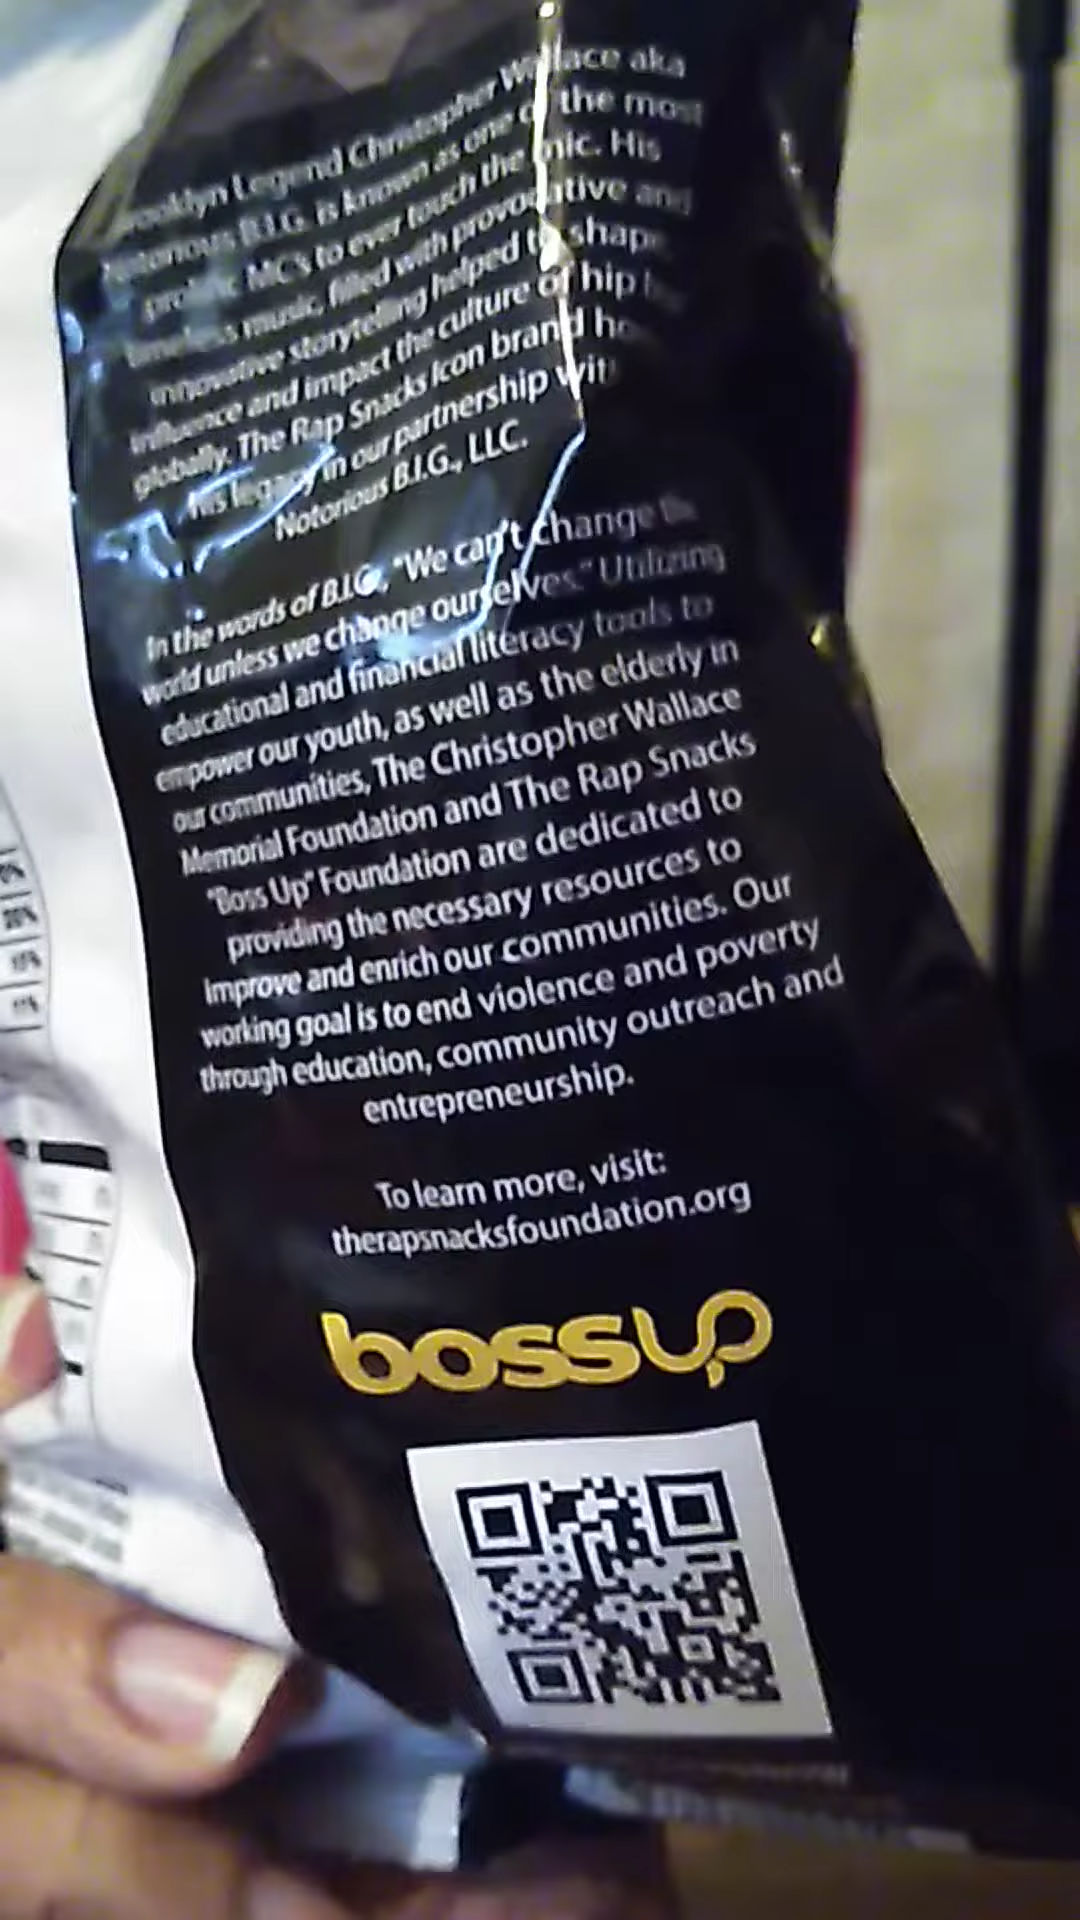 Brooklyn Legend Christopher Wallace aka
Notorious B.I.G. is known as one of the most
prolific MC's to ever touch the mic. His
timeless music, filled with provocative and
innovative storytelling helped to shape,
influence and impact the culture of hip
globally. The Rap Snacks Icon brand
his legacy in our partnership with
Notorious B.I.G., LLC.
In the words of B.I.G., "We can't change the
world unless we change ourselves." Utilizing
educational and financial literacy tools to
empower our youth, as well as the elderly in
our communities, The Christopher Wallace
Memorial Foundation and The Rap Snacks
"Boss Up" Foundation are dedicated to
providing the necessary resources to
improve and enrich our communities. Our
working goal is to end violence and poverty
through education, community outreach and
entrepreneurship.
To learn more, visit:
therapsnacksfoundation.org
bossup